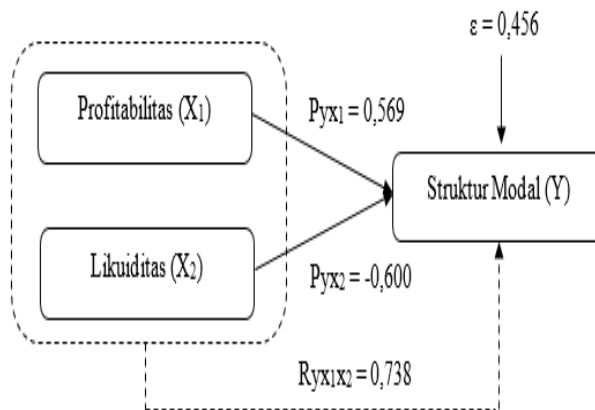 ε = 0,456
Profitabilitas (X₁)
Pyx₁ = 0,569
Struktur Modal (Y)
Likuiditas (X₂)
Pyx₂ = -0,600
Ryx₁x₂ = 0,738